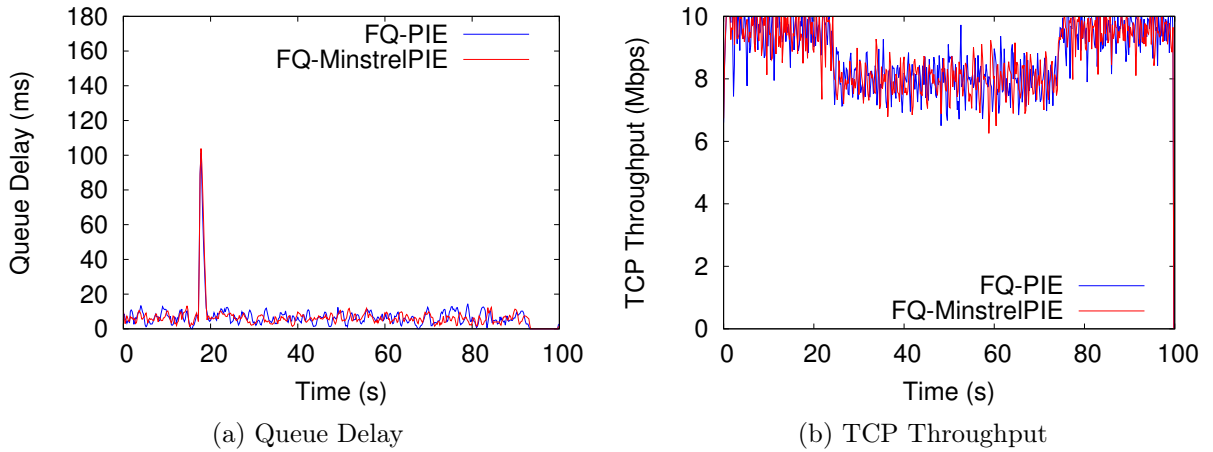 180
160
140
120
100
80
60
40
20
0
Queue Delay (ms)
FQ-PIE
FQ-MinstrelPIE
0 20 40 60 80 100
Time (s)
(a) Queue Delay
10
8
6
4
2
0
TCP Throughput (Mbps)
FQ-PIE
FQ-MinstrelPIE
0 20 40 60 80 100
Time (s)
(b) TCP Throughput